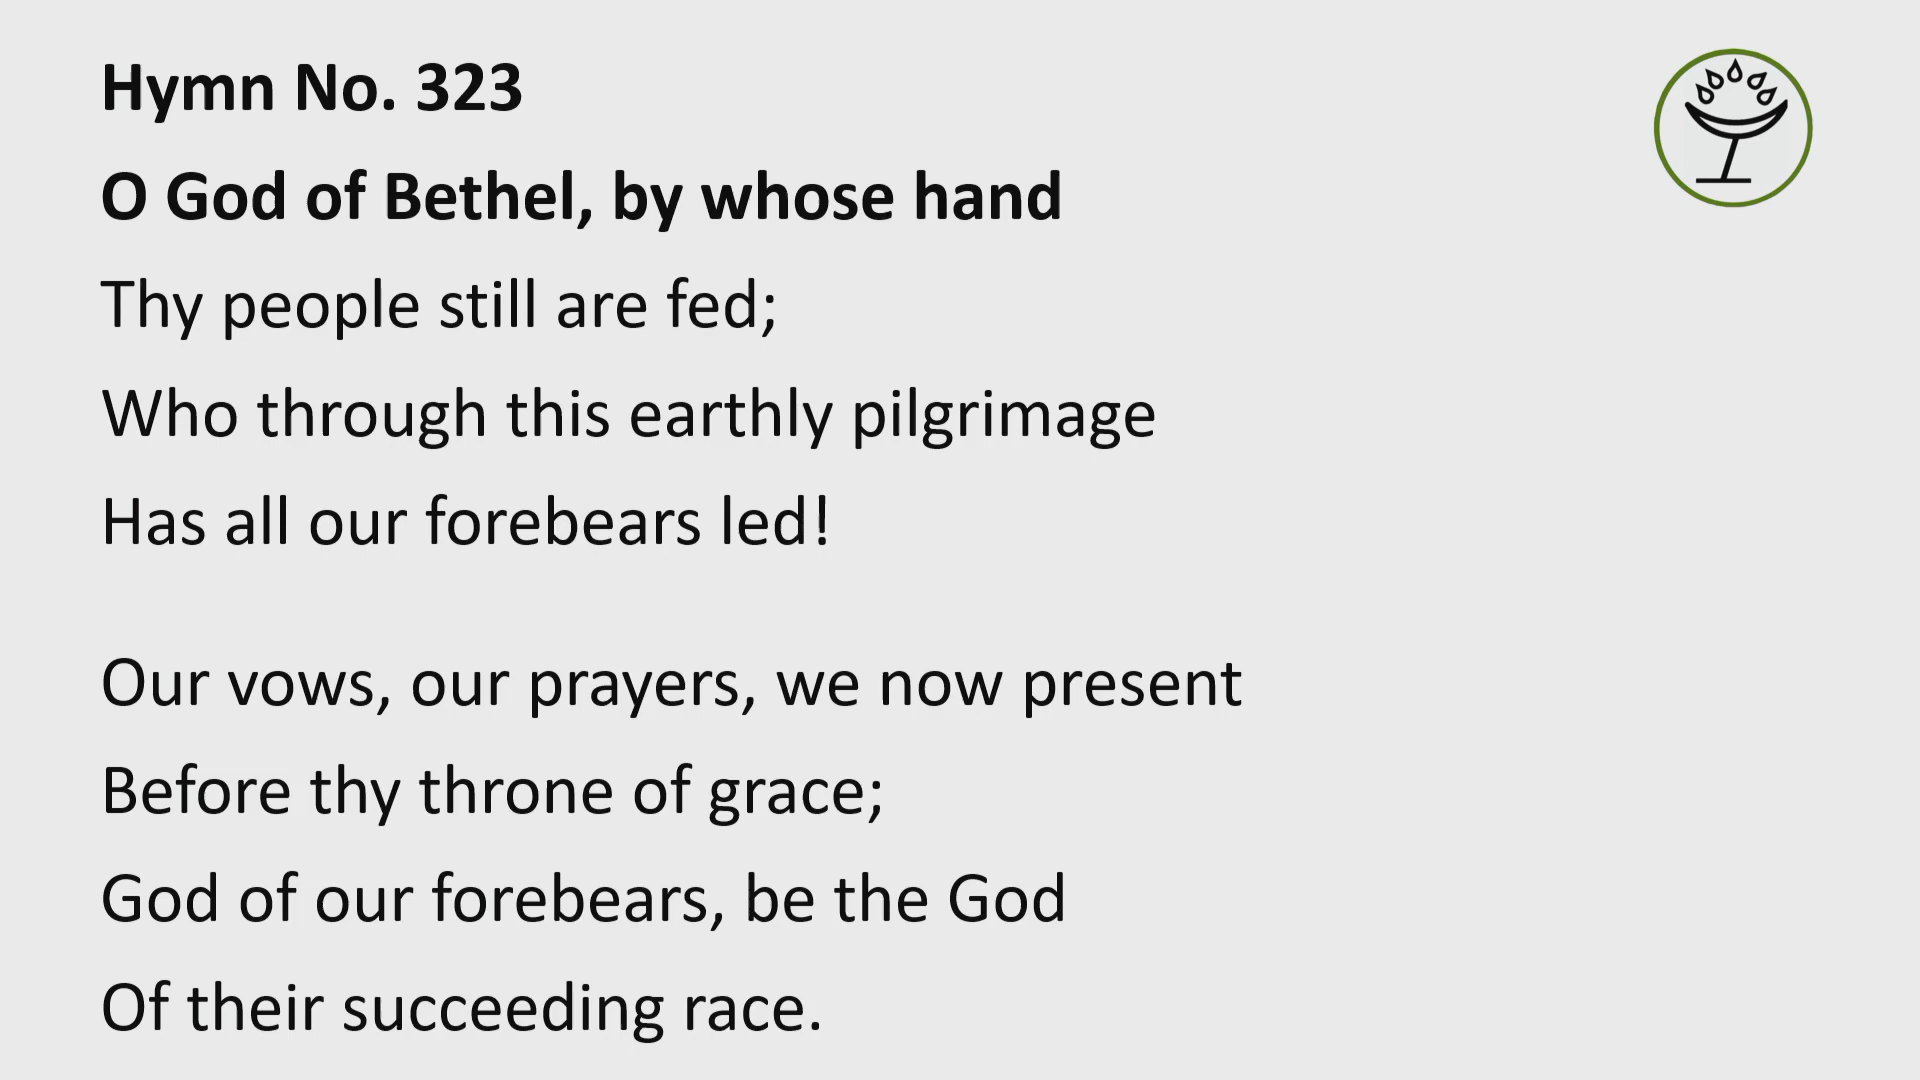 Hymn No. 323
O God of Bethel, by whose hand
Thy people still are fed;
Who through this earthly pilgrimage
Has all our forebears led!
Our vows, our prayers, we now present
Before thy throne of grace;
God of our forebears, be the God
Of their succeeding race.